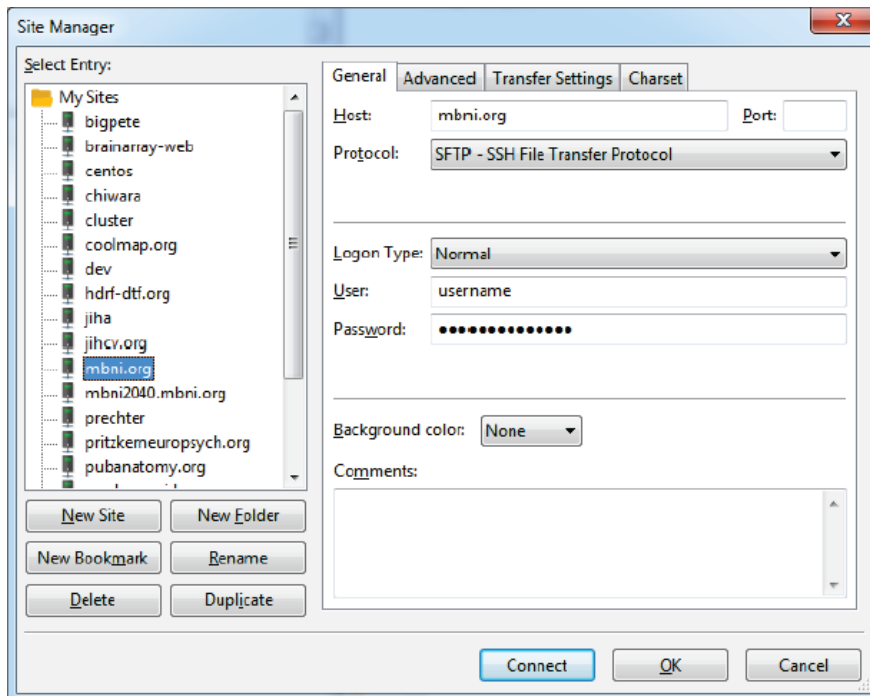 Site Manager
Select Entry:
My Sites
bigpete
brainarray-web
centos
chiwara
cluster
coolmap.org
dev
hdrf-dtf.org
jiha
jihcv.org
mbni.org
mbni2040.mbni.org
prechter
pritzkerneuropsych.org
pubanatomy.org
New Site New Folder
New Bookmark Rename
Delete Duplicate
General Advanced Transfer Settings Charset
Host: mbni.org Port:
Protocol: SFTP - SSH File Transfer Protocol
Logon Type: Normal
User: username
Password: ••••••••••••••
Background color: None
Comments:
Connect OK Cancel